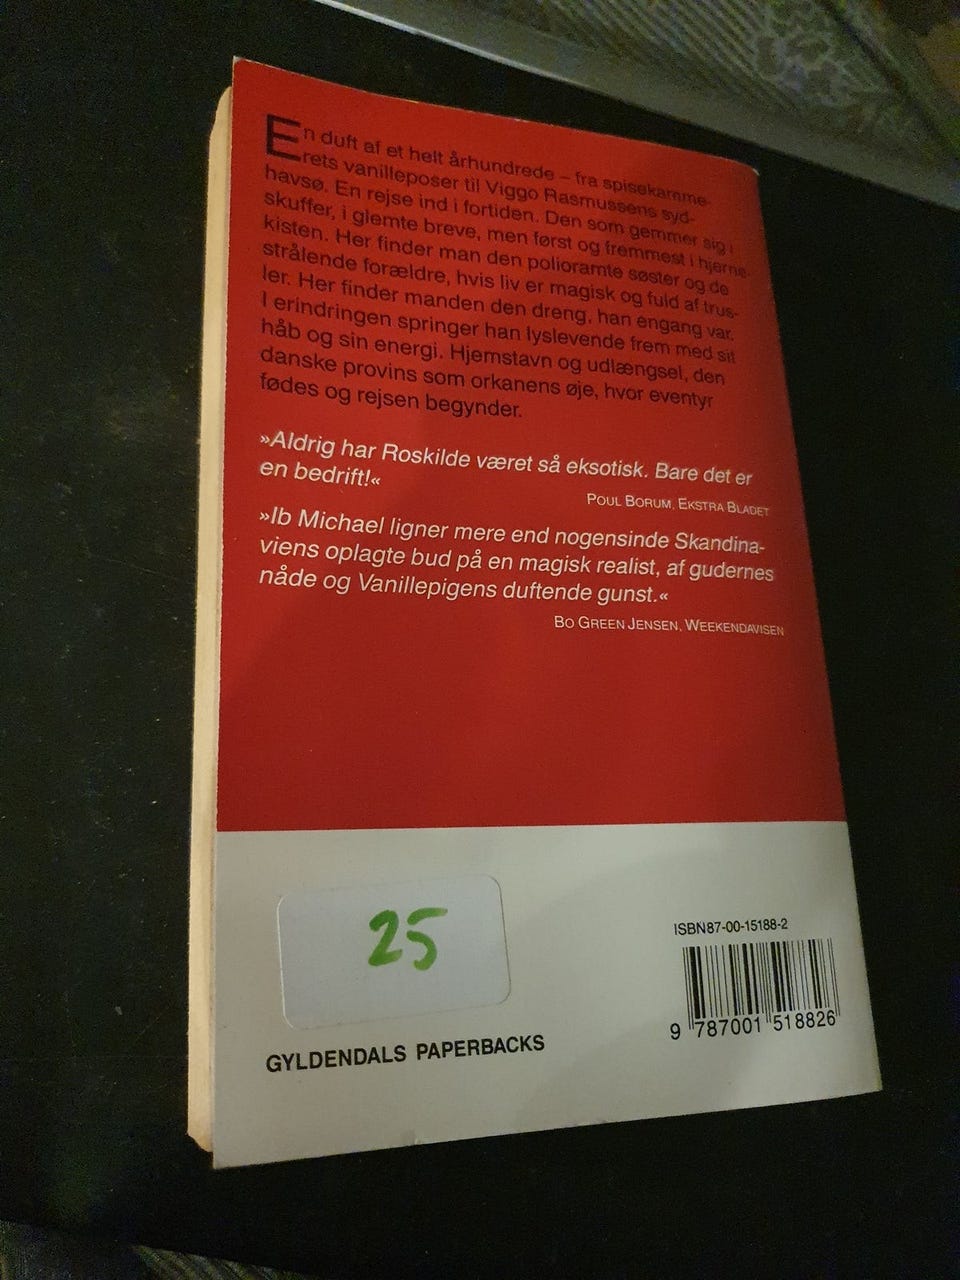 En duft af et helt århundrede – fra spisekamme-
rets vanilleposer til Viggo Rasmussens syd-
havsø. En rejse ind i fortiden. Den som gemmer sig i
skuffer, i glemte breve, men først og fremmest i hjerne-
kisten. Her finder man den polioramte søster og de
strålende forældre, hvis liv er magisk og fuld af trus-
ler. Her finder manden den dreng, han engang var.
I erindringen springer han lyslevende frem med sit
håb og sin energi. Hjemstavn og udlængsel, den
danske provins som orkanens øje, hvor eventyr
fødes og rejsen begynder.
»Aldrig har Roskilde været så eksotisk. Bare det er
en bedrift!«
POUL BORUM, EKSTRA BLADET
»Ib Michael ligner mere end nogensinde Skandina-
viens oplagte bud på en magisk realist, af gudernes
nåde og Vanillepigens duftende gunst.«
BO GREEN JENSEN, WEEKENDAVISEN
25
ISBN87-00-15188-2
9 787001 518826
GYLDENDALS PAPERBACKS